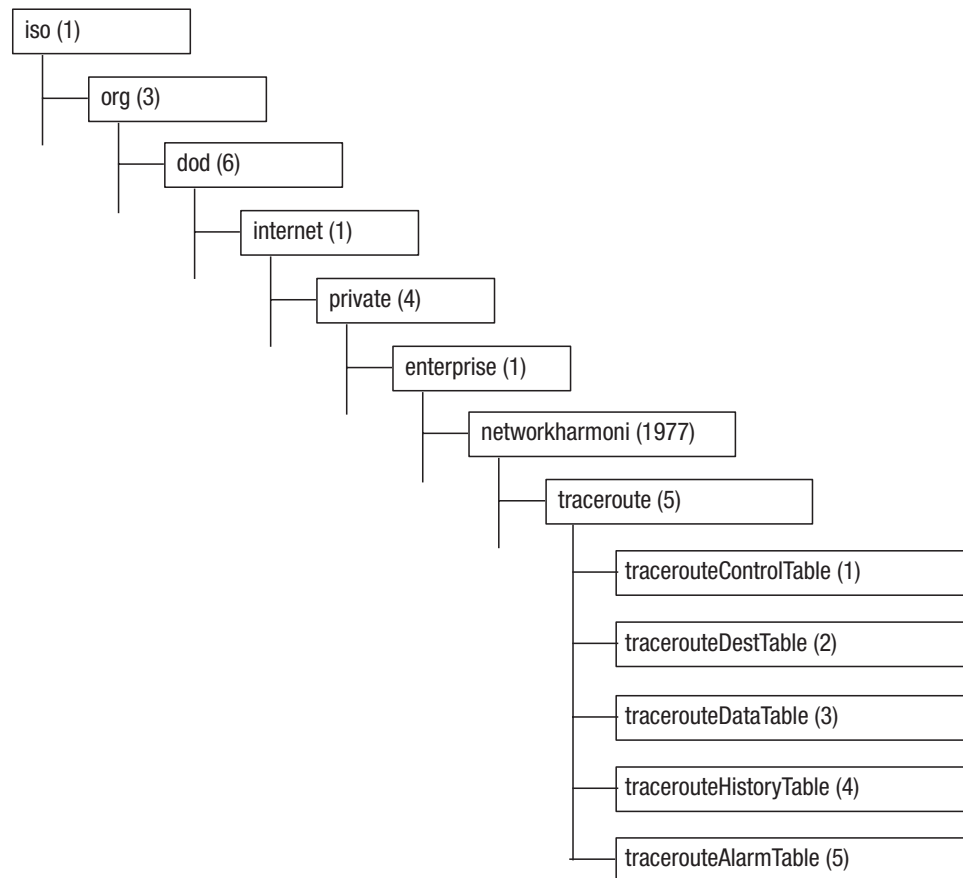 iso (1)
org (3)
dod (6)
internet (1)
private (4)
enterprise (1)
networkharmoni (1977)
traceroute (5)
tracerouteControlTable (1)
tracerouteDestTable (2)
tracerouteDataTable (3)
tracerouteHistoryTable (4)
tracerouteAlarmTable (5)